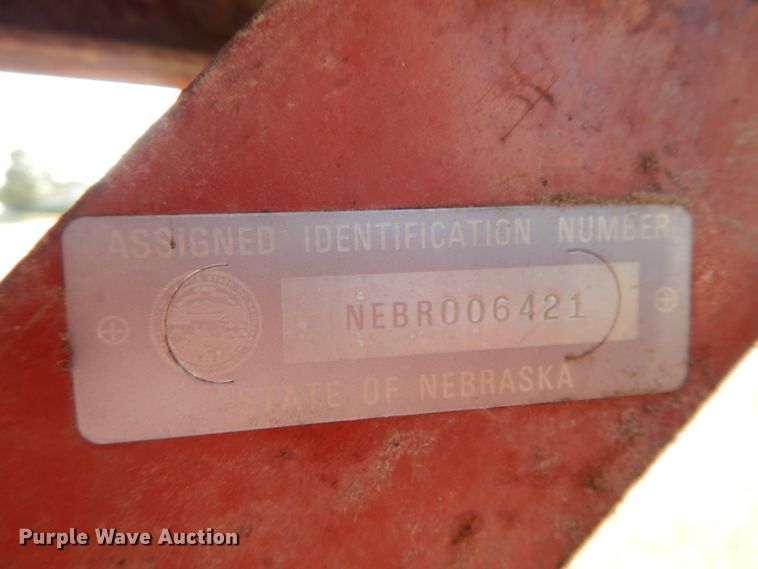 ASSIGNED IDENTIFICATION NUMBER
NEBR006421
STATE OF NEBRASKA
Purple Wave Auction